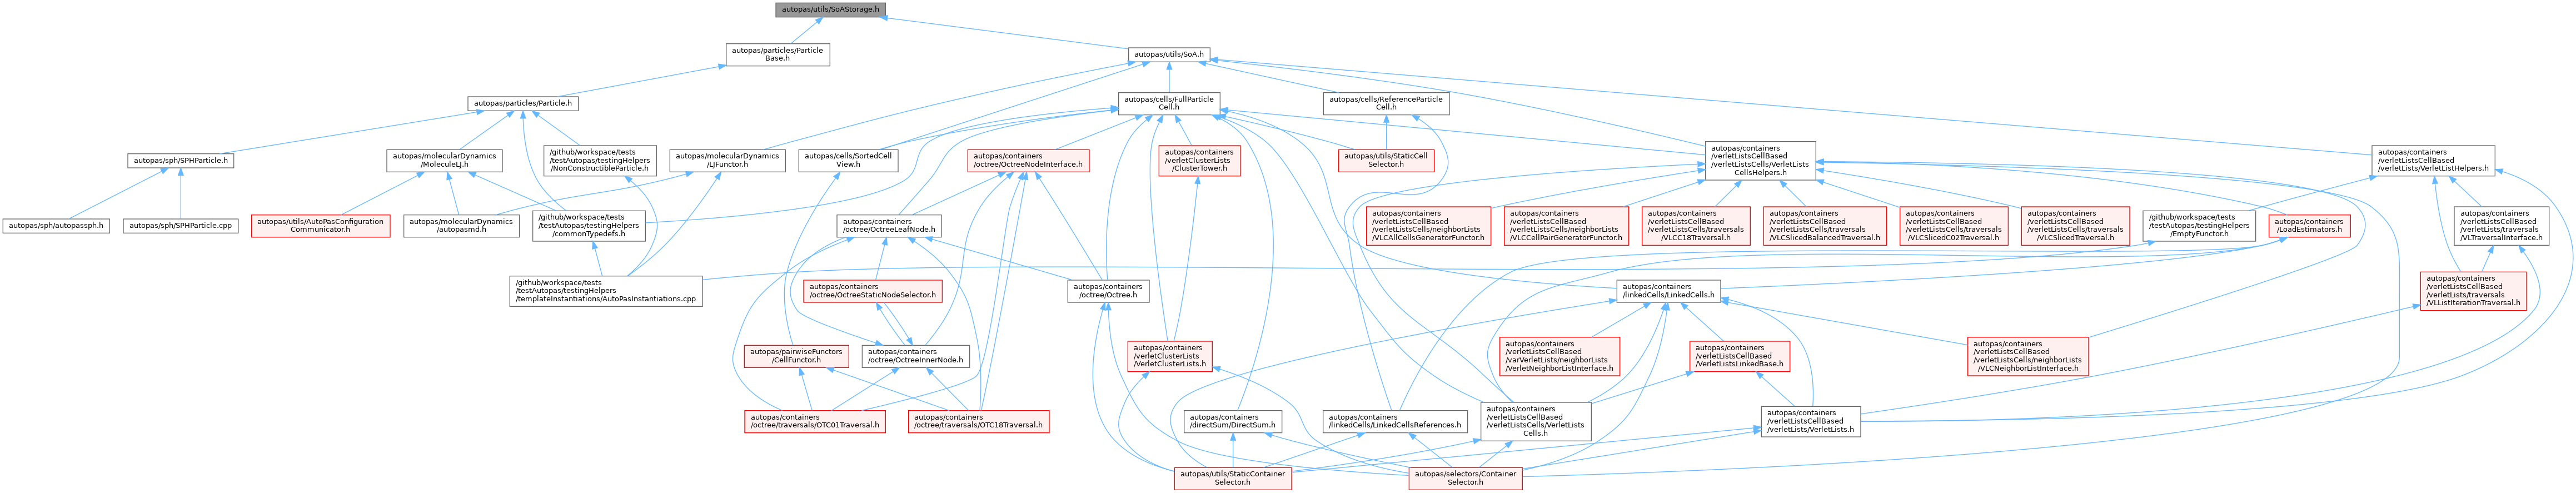 autopas/utils/SoAStorage.h
autopas/particles/Particle
Base.h
autopas/utils/SoA.h
autopas/particles/Particle.h
autopas/cells/FullParticle
Cell.h
autopas/cells/ReferenceParticle
Cell.h
autopas/sph/SPHParticle.h
autopas/molecularDynamics
/MoleculeLJ.h
/github/workspace/tests
/testAutopas/testingHelpers
/NonConstructibleParticle.h
autopas/molecularDynamics
/LJFunctor.h
autopas/cells/SortedCell
View.h
autopas/containers
/octree/OctreeNodeInterface.h
autopas/containers
/verletClusterLists
/ClusterTower.h
autopas/utils/StaticCell
Selector.h
autopas/containers
/verletListsCellBased
/verletListsCells/VerletLists
CellsHelpers.h
autopas/containers
/verletListsCellBased
/verletLists/VerletListHelpers.h
autopas/sph/autopassph.h
autopas/sph/SPHParticle.cpp
autopas/utils/AutoPasConfiguration
Communicator.h
autopas/molecularDynamics
/autopasmd.h
/github/workspace/tests
/testAutopas/testingHelpers
/commonTypedefs.h
autopas/containers
/octree/OctreeLeafNode.h
autopas/containers
/verletListsCellBased
/verletListsCells/neighborLists
/VLCAllCellsGeneratorFunctor.h
autopas/containers
/verletListsCellBased
/verletListsCells/neighborLists
/VLCCellPairGeneratorFunctor.h
autopas/containers
/verletListsCellBased
/verletListsCells/traversals
/VLCC18Traversal.h
autopas/containers
/verletListsCellBased
/verletListsCells/traversals
/VLCSlicedBalancedTraversal.h
autopas/containers
/verletListsCellBased
/verletListsCells/traversals
/VLCSlicedC02Traversal.h
autopas/containers
/verletListsCellBased
/verletListsCells/traversals
/VLCSlicedTraversal.h
/github/workspace/tests
/testAutopas/testingHelpers
/EmptyFunctor.h
autopas/containers
/LoadEstimators.h
autopas/containers
/verletListsCellBased
/verletLists/traversals
/VLTraversalInterface.h
/github/workspace/tests
/testAutopas/testingHelpers
/templateInstantiations/AutoPasInstantiations.cpp
autopas/containers
/octree/OctreeStaticNodeSelector.h
autopas/containers
/octree/Octree.h
autopas/containers
/linkedCells/LinkedCells.h
autopas/containers
/verletListsCellBased
/verletLists/traversals
/VLListIterationTraversal.h
autopas/pairwiseFunctors
/CellFunctor.h
autopas/containers
/octree/OctreeInnerNode.h
autopas/containers
/verletClusterLists
/VerletClusterLists.h
autopas/containers
/verletListsCellBased
/varVerletLists/neighborLists
/VerletNeighborListInterface.h
autopas/containers
/verletListsCellBased
/VerletListsLinkedBase.h
autopas/containers
/verletListsCellBased
/verletListsCells/neighborLists
/VLCNeighborListInterface.h
autopas/containers
/octree/traversals/OTC01Traversal.h
autopas/containers
/octree/traversals/OTC18Traversal.h
autopas/containers
/directSum/DirectSum.h
autopas/containers
/linkedCells/LinkedCellsReferences.h
autopas/containers
/verletListsCellBased
/verletListsCells/VerletLists
Cells.h
autopas/containers
/verletListsCellBased
/verletLists/VerletLists.h
autopas/utils/StaticContainer
Selector.h
autopas/selectors/Container
Selector.h